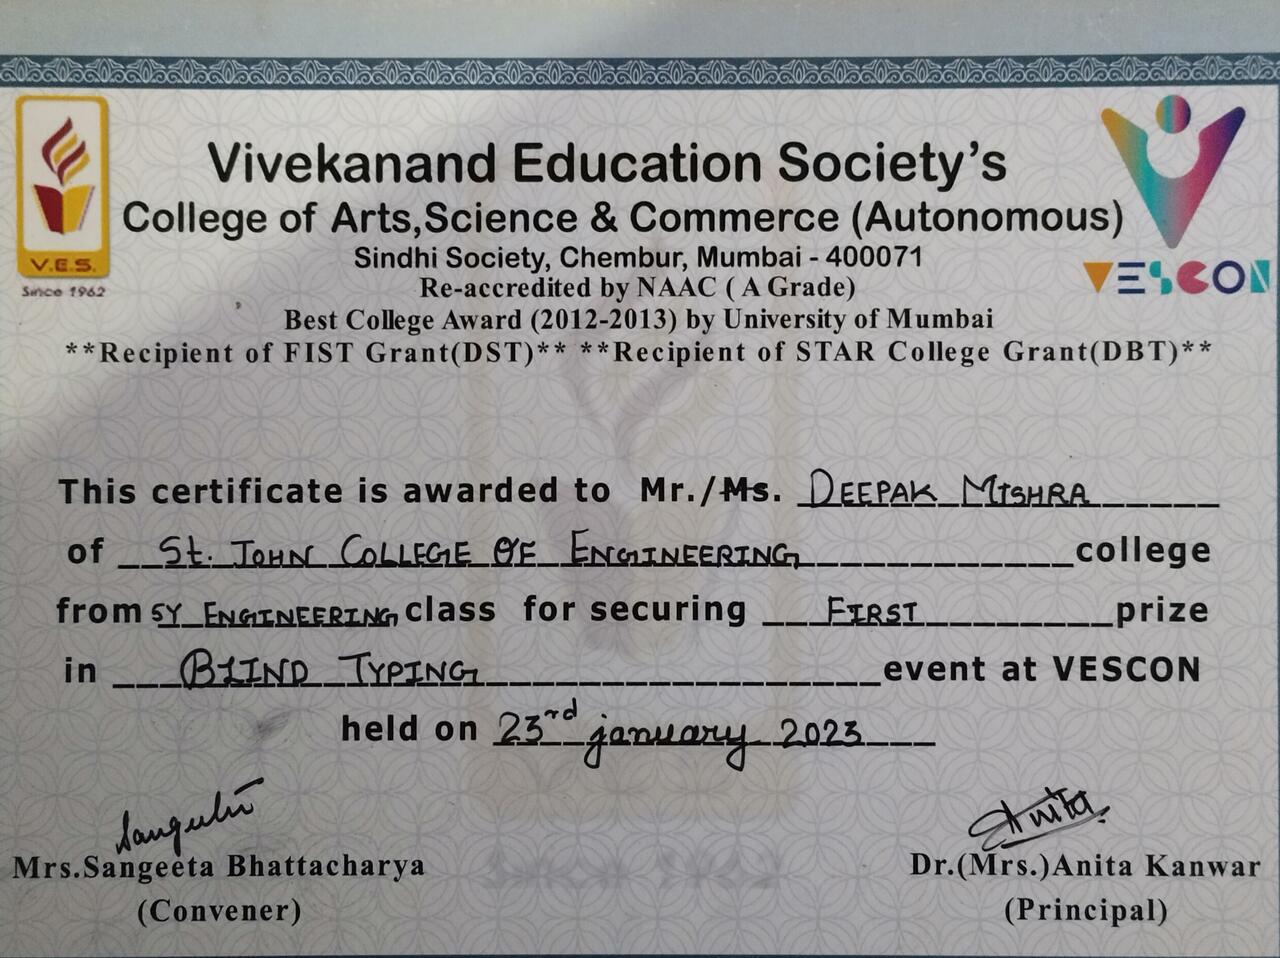 Vivekanand Education Society's
College of Arts,Science & Commerce (Autonomous)
Sindhi Society, Chembur, Mumbai - 400071
Re-accredited by NAAC ( A Grade)
Best College Award (2012-2013) by University of Mumbai
**Recipient of FIST Grant(DST)** **Recipient of STAR College Grant(DBT)**
V.E.S.
Since 1962
VESCON
This certificate is awarded to Mr./Ms. DEEPAK MISHRA
of St. JOHN COLLEGE OF ENGINEERING college
from SY ENGINEERING class for securing FIRST prize
in BLIND TYPING event at VESCON
held on 23rd january 2023
Sangeeta
Mrs.Sangeeta Bhattacharya
(Convener)
Anita
Dr.(Mrs.)Anita Kanwar
(Principal)